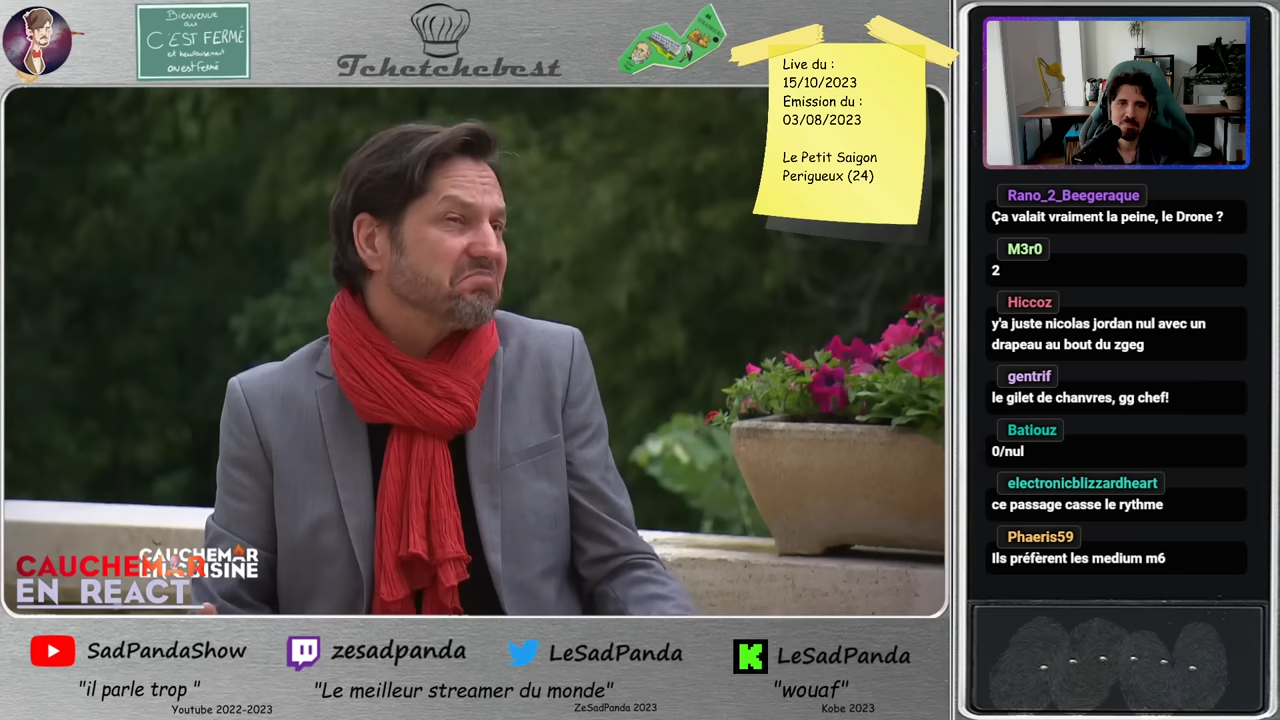 Bienvenue
au
C'EST FERMÉ
et heureusement
on est fermé
Tchetchebest
Live du :
15/10/2023
Emission du :
03/08/2023
Le Petit Saigon
Perigueux (24)
Rano_2_Beegeraque
Ça valait vraiment la peine, le Drone ?
M3r0
2
Hiccoz
y'a juste nicolas jordan nul avec un
drapeau au bout du zgeg
gentrif
le gilet de chanvres, gg chef!
Batiouz
0/nul
electronicblizzardheart
ce passage casse le rythme
Phaeris59
Ils préfèrent les medium m6
CAUCHEMAR
EN CUISINE
CAUCHEMAR
EN REACT
SadPandaShow
zesadpanda
LeSadPanda
LeSadPanda
"il parle trop "
Youtube 2022-2023
"Le meilleur streamer du monde"
ZeSadPanda 2023
"wouaf"
Kobe 2023